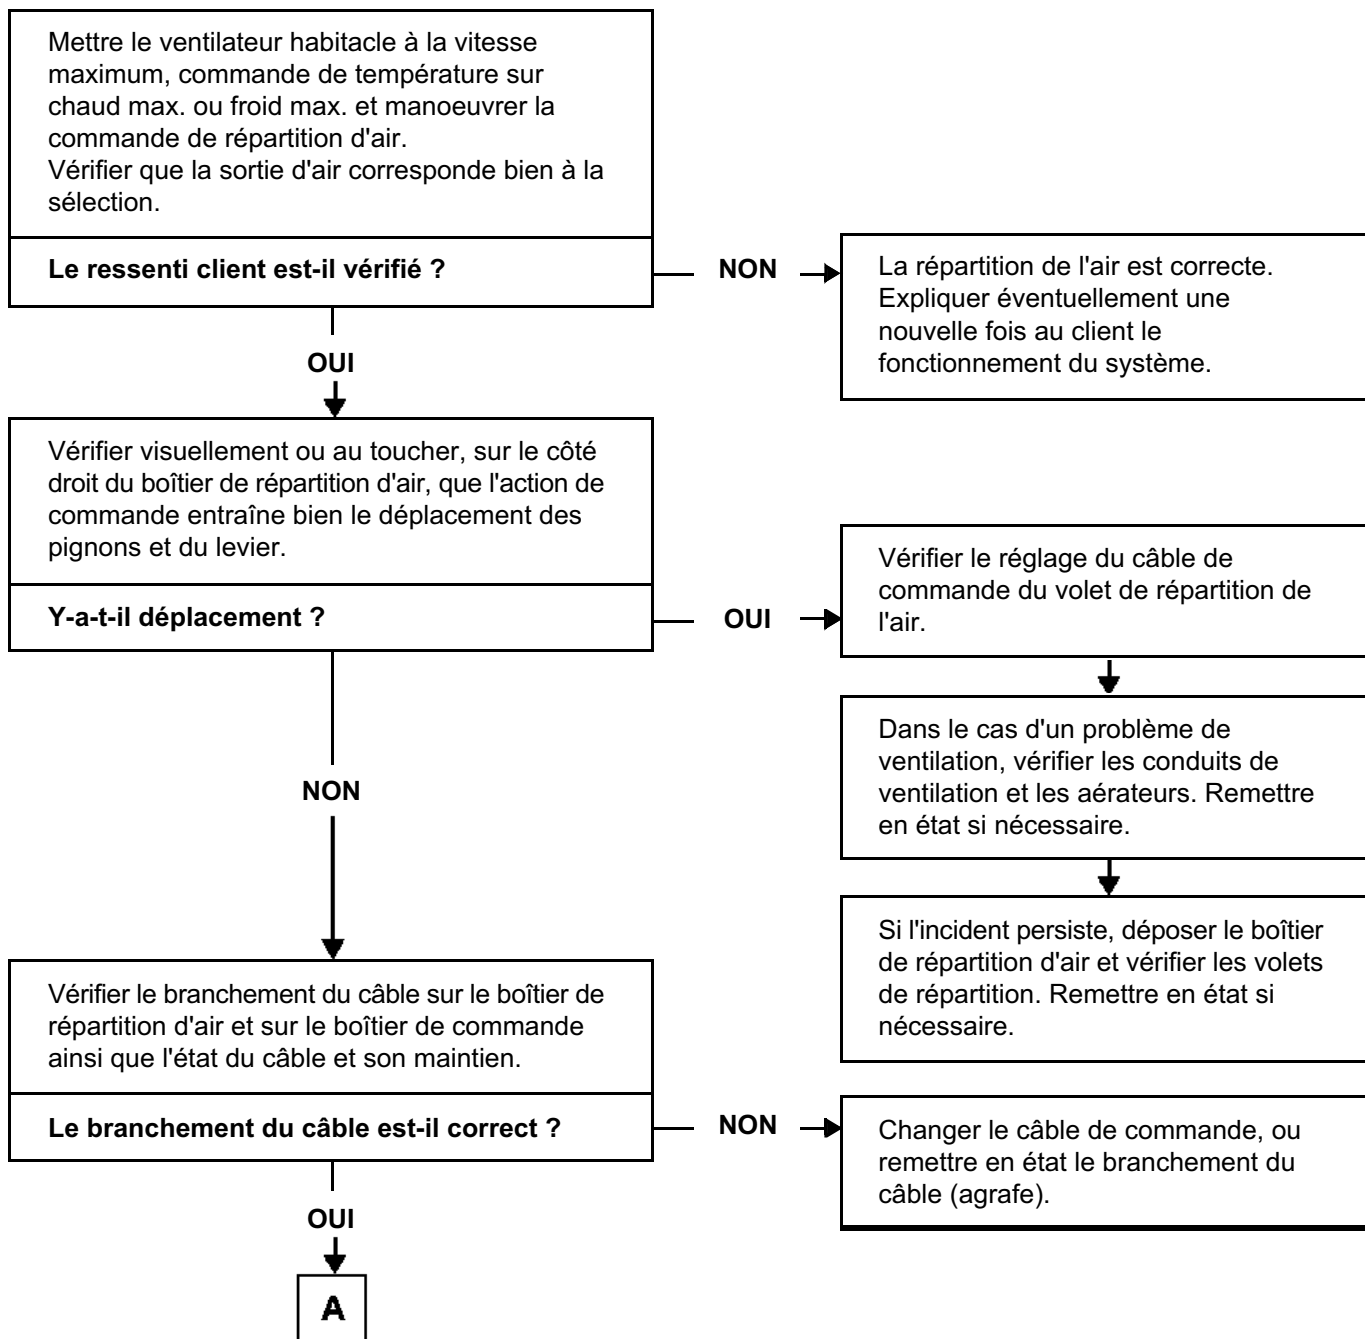 Mettre le ventilateur habitacle à la vitesse
maximum, commande de température sur
chaud max. ou froid max. et manoeuvrer la
commande de répartition d'air.
Vérifier que la sortie d'air corresponde bien à la
sélection.
Le ressenti client est-il vérifié ?
NON
La répartition de l'air est correcte.
Expliquer éventuellement une
nouvelle fois au client le
fonctionnement du système.
OUI
Vérifier visuellement ou au toucher, sur le côté
droit du boîtier de répartition d'air, que l'action de
commande entraîne bien le déplacement des
pignons et du levier.
Y-a-t-il déplacement ?
OUI
Vérifier le réglage du câble de
commande du volet de répartition de
l'air.
Dans le cas d'un problème de
ventilation, vérifier les conduits de
ventilation et les aérateurs. Remettre
en état si nécessaire.
Si l'incident persiste, déposer le boîtier
de répartition d'air et vérifier les volets
de répartition. Remettre en état si
nécessaire.
NON
Vérifier le branchement du câble sur le boîtier de
répartition d'air et sur le boîtier de commande
ainsi que l'état du câble et son maintien.
Le branchement du câble est-il correct ?
NON
Changer le câble de commande, ou
remettre en état le branchement du
câble (agrafe).
OUI
A